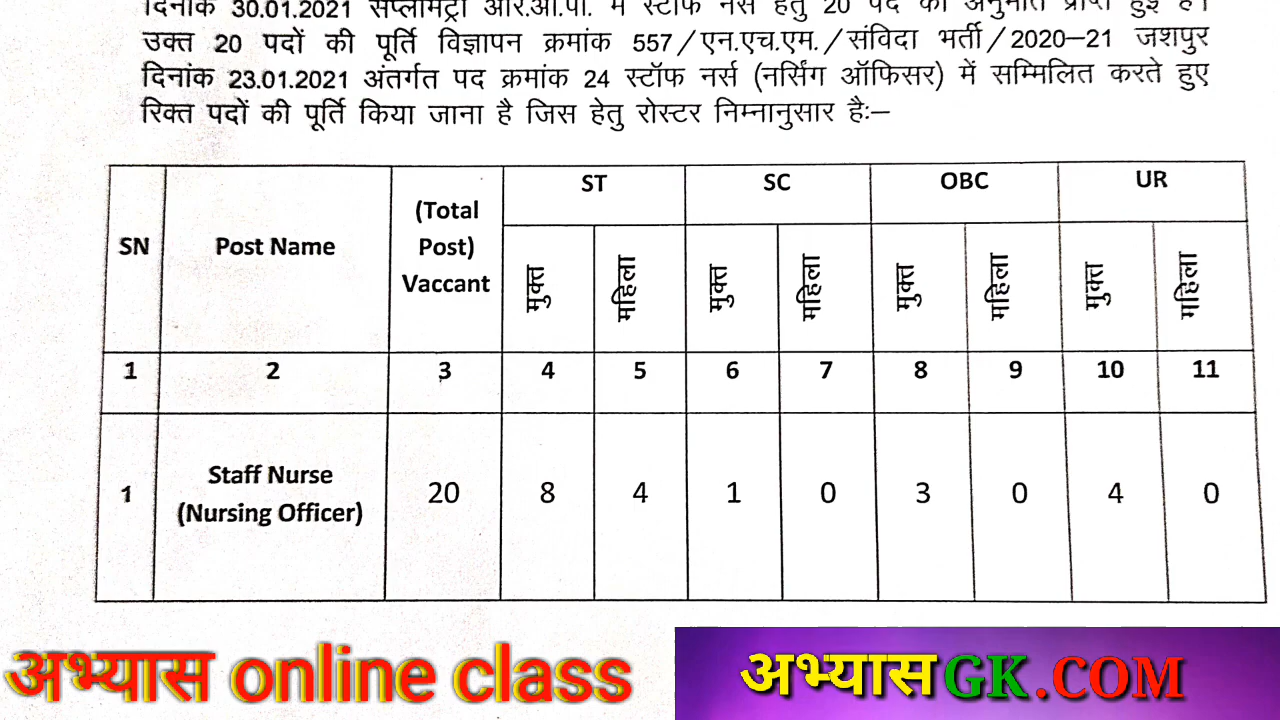 दिनांक 30.01.2021 सप्लीमेंट्री आर.ओ.पी. में स्टॉफ नर्स हेतु 20 पद की अनुमति प्राप्त हुई है।
उक्त 20 पदों की पूर्ति विज्ञापन क्रमांक 557/एन.एच.एम./संविदा भर्ती/2020–21 जशपुर
दिनांक 23.01.2021 अंतर्गत पद क्रमांक 24 स्टॉफ नर्स (नर्सिंग ऑफिसर) में सम्मिलित करते हुए
रिक्त पदों की पूर्ति किया जाना है जिस हेतु रोस्टर निम्नानुसार है:–
SN Post Name (Total Post) Vaccant ST SC OBC UR
मुक्त महिला मुक्त महिला मुक्त महिला मुक्त महिला
1 2 3 4 5 6 7 8 9 10 11
1 Staff Nurse (Nursing Officer) 20 8 4 1 0 3 0 4 0
अभ्यास online class
अभ्यासGK.COM